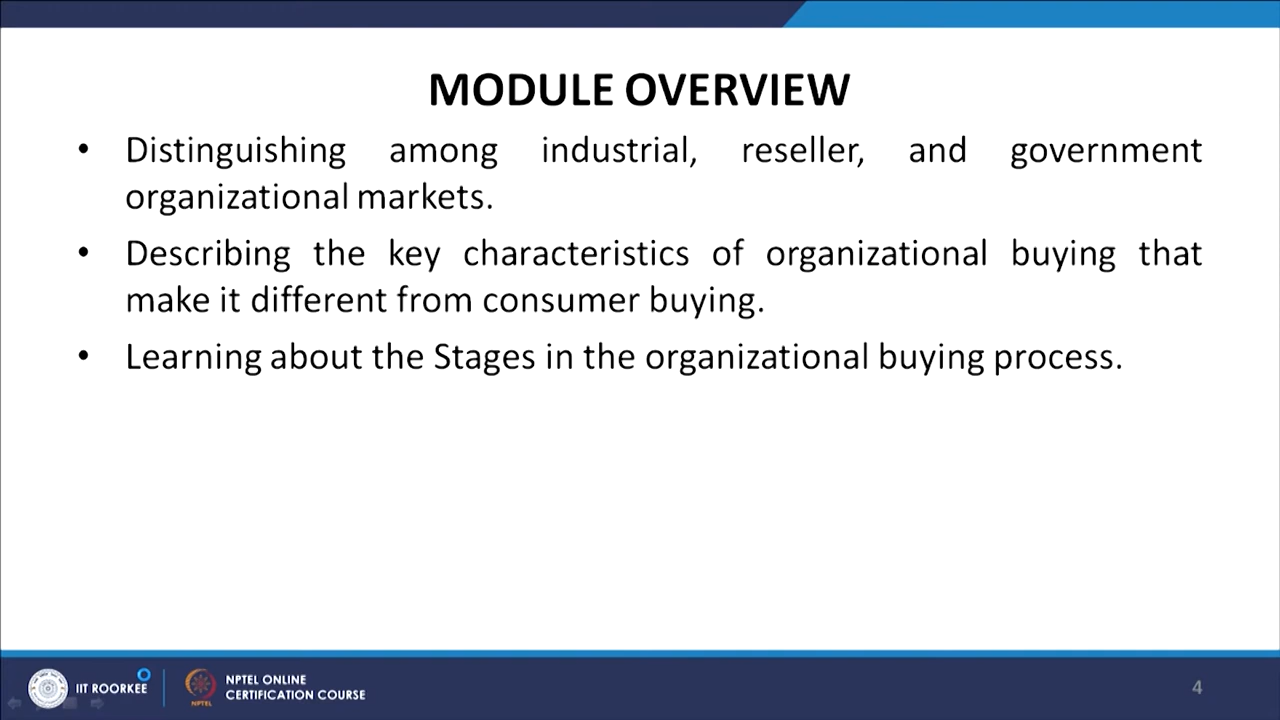 MODULE OVERVIEW
• Distinguishing among industrial, reseller, and government
organizational markets.
• Describing the key characteristics of organizational buying that
make it different from consumer buying.
• Learning about the Stages in the organizational buying process.
IIT ROORKEE
NPTEL
NPTEL ONLINE
CERTIFICATION COURSE
4